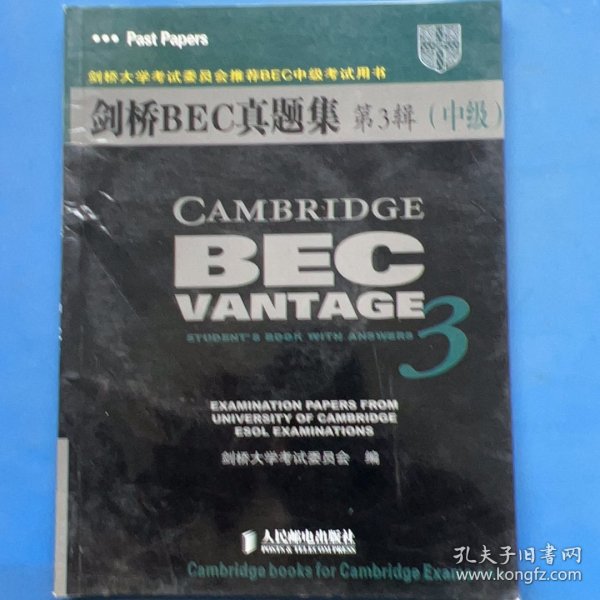 ••• Past Papers
剑桥大学考试委员会推荐BEC中级考试用书
剑桥BEC真题集 第3辑（中级）
CAMBRIDGE
BEC
VANTAGE
3
STUDENT'S BOOK WITH ANSWERS
EXAMINATION PAPERS FROM
UNIVERSITY OF CAMBRIDGE
ESOL EXAMINATIONS
剑桥大学考试委员会 编
人民邮电出版社
POSTS & TELECOM PRESS
Cambridge books for Cambridge Exam
孔夫子旧书网
www.kongfz.com